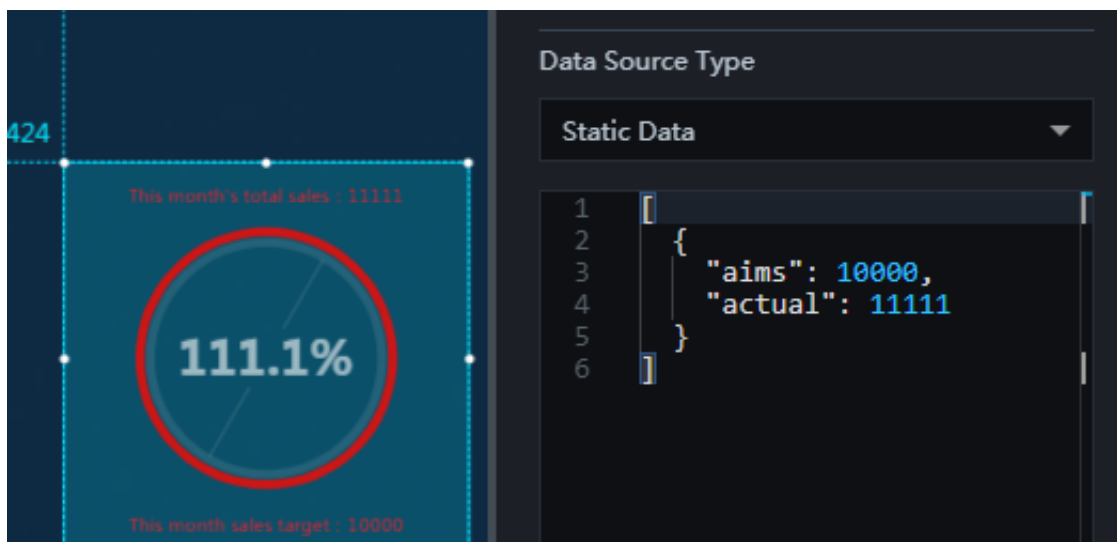 424
This month's total sales : 11111
111.1%
This month sales target : 10000
Data Source Type
Static Data
1 [
2 {
3 "aims": 10000,
4 "actual": 11111
5 }
6 ]